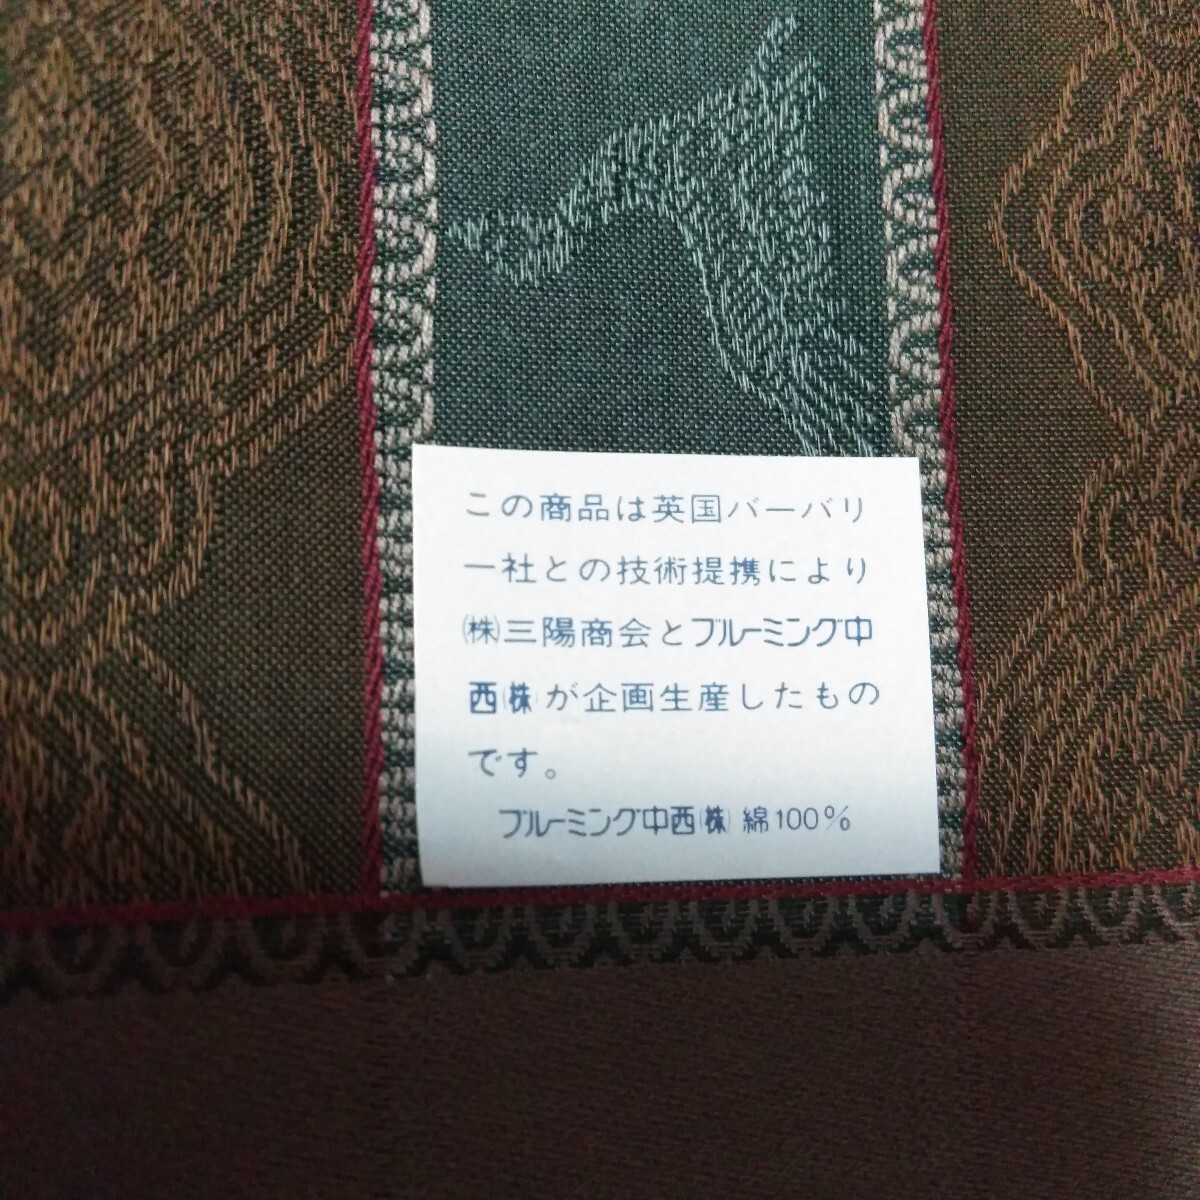 この商品は英国バーバリ
ー社との技術提携により
㈱三陽商会とブルーミング中
西㈱が企画生産したもの
です。
ブルーミング中西㈱ 綿100%